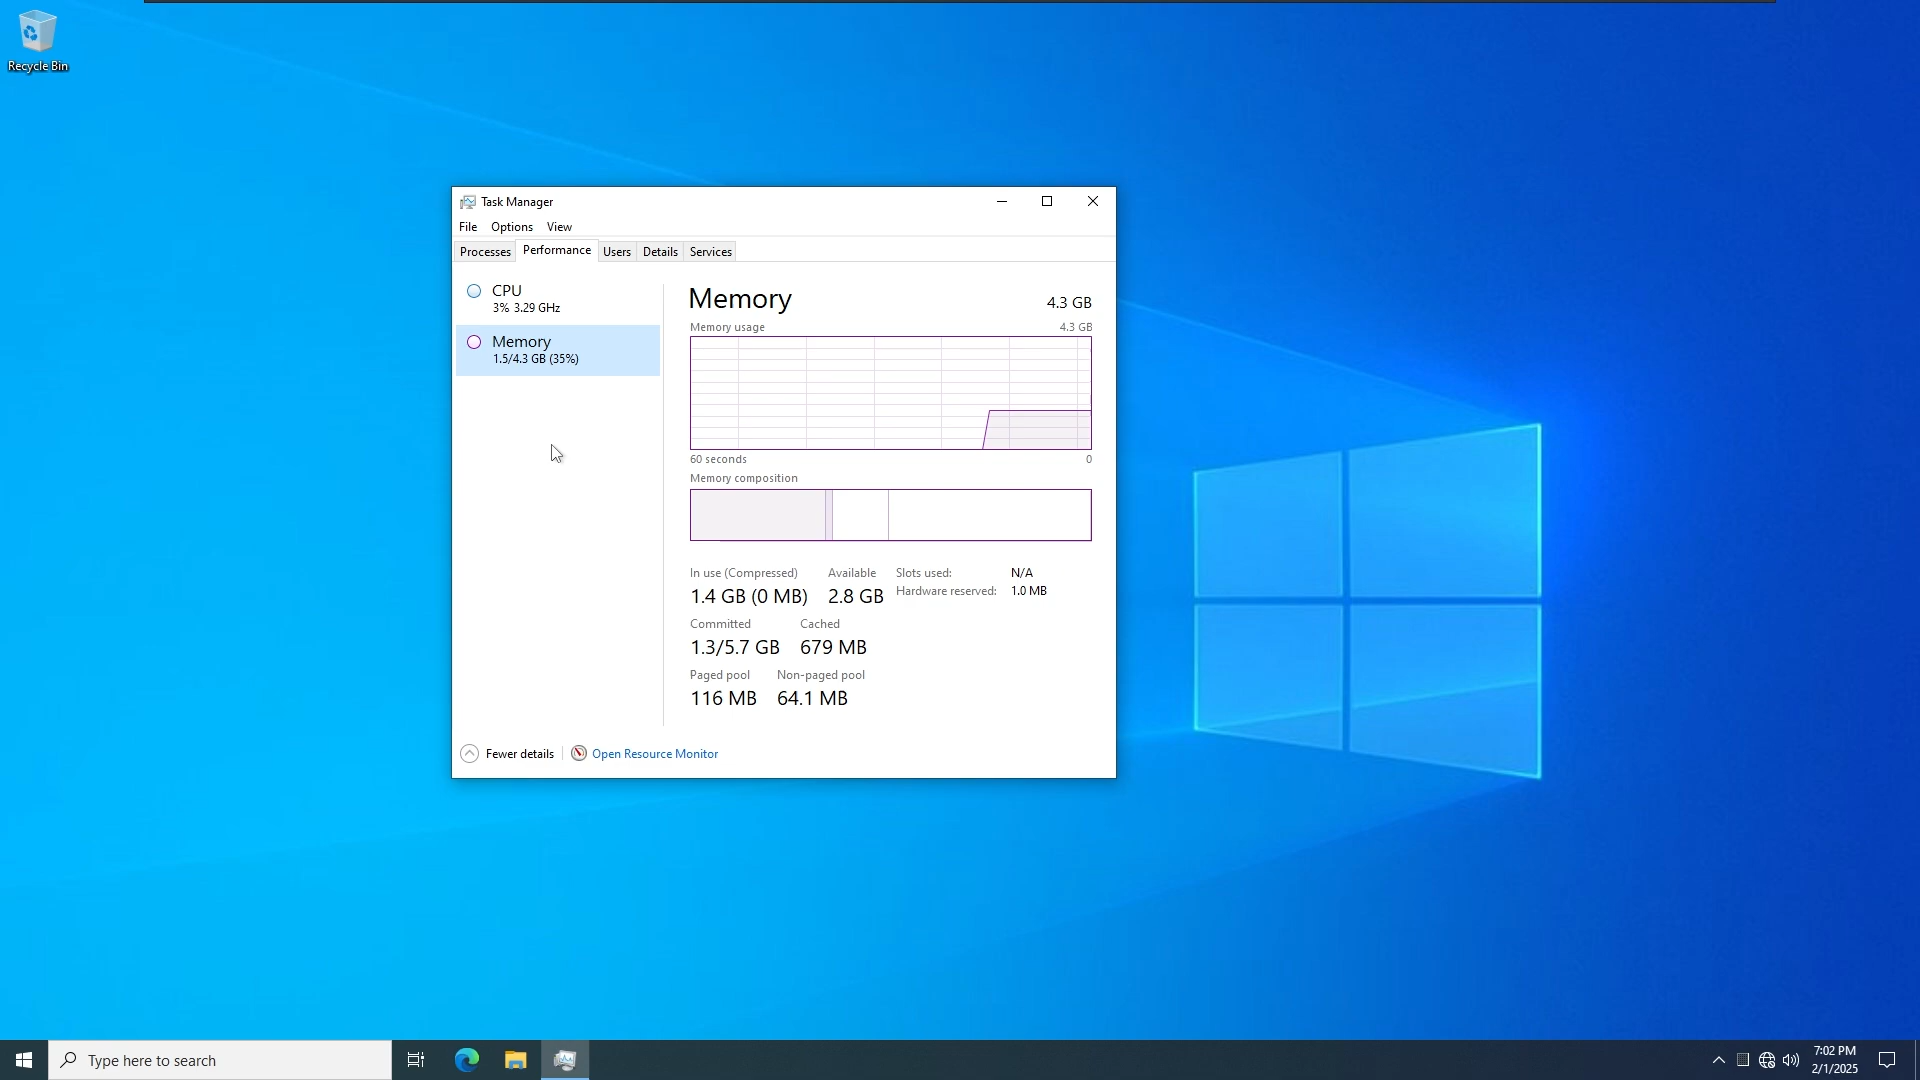 Recycle Bin
Task Manager
File Options View
Processes Performance Users Details Services
CPU
3% 3.29 GHz
Memory
1.5/4.3 GB (35%)
Memory 4.3 GB
Memory usage 4.3 GB
60 seconds 0
Memory composition
In use (Compressed) Available Slots used: N/A
1.4 GB (0 MB) 2.8 GB Hardware reserved: 1.0 MB
Committed Cached
1.3/5.7 GB 679 MB
Paged pool Non-paged pool
116 MB 64.1 MB
Fewer details Open Resource Monitor
Type here to search
7:02 PM
2/1/2025